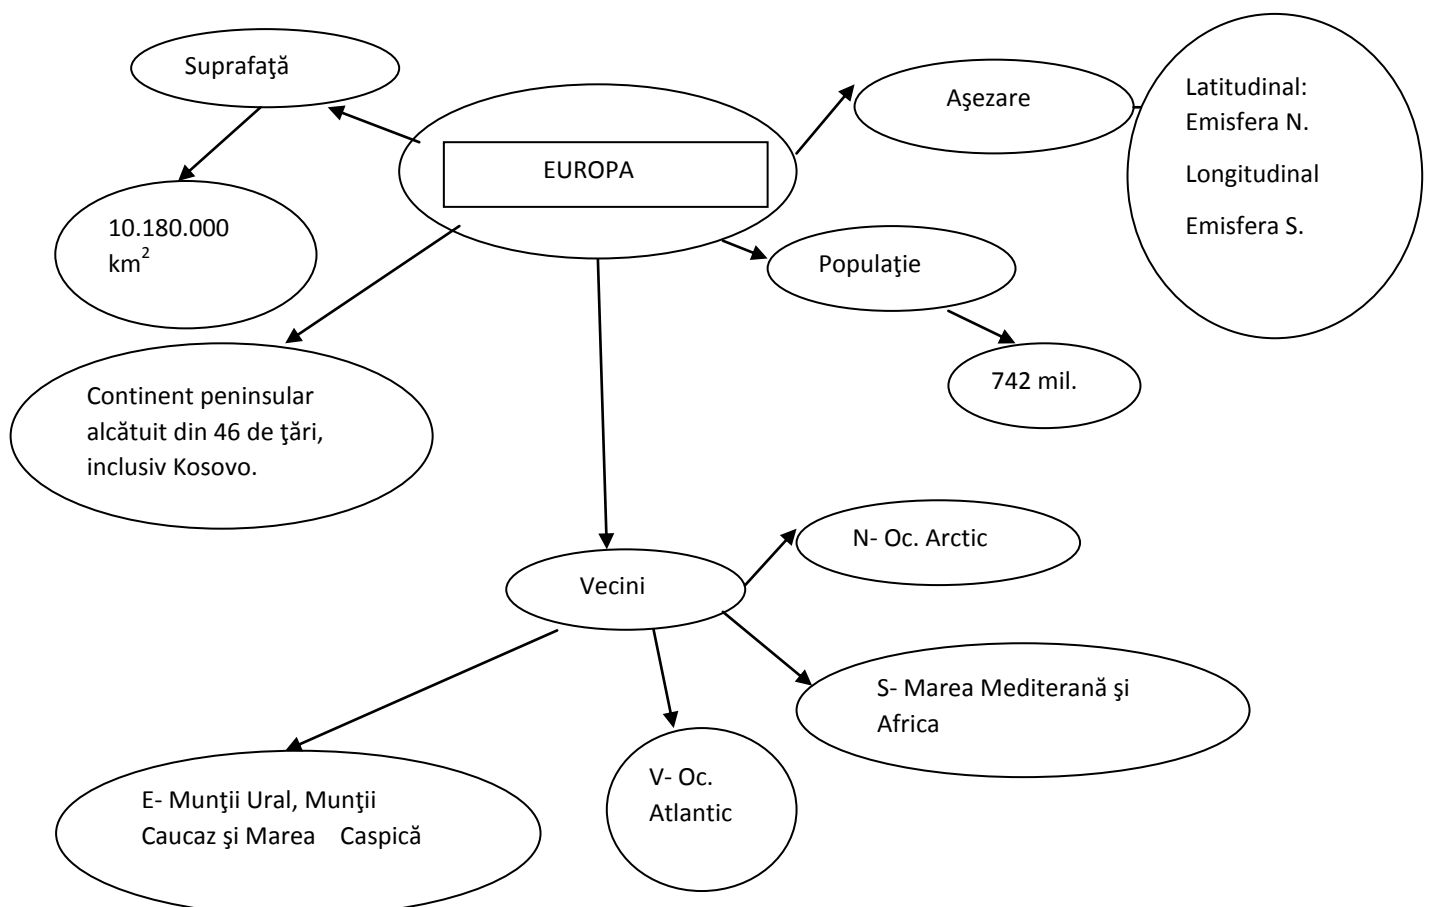 Suprafaţă
EUROPA
Aşezare
Latitudinal:
Emisfera N.
Longitudinal
Emisfera S.
10.180.000
km²
Populaţie
742 mil.
Continent peninsular
alcătuit din 46 de ţări,
inclusiv Kosovo.
Vecini
N- Oc. Arctic
S- Marea Mediterană şi
Africa
V- Oc.
Atlantic
E- Munţii Ural, Munţii
Caucaz şi Marea Caspică